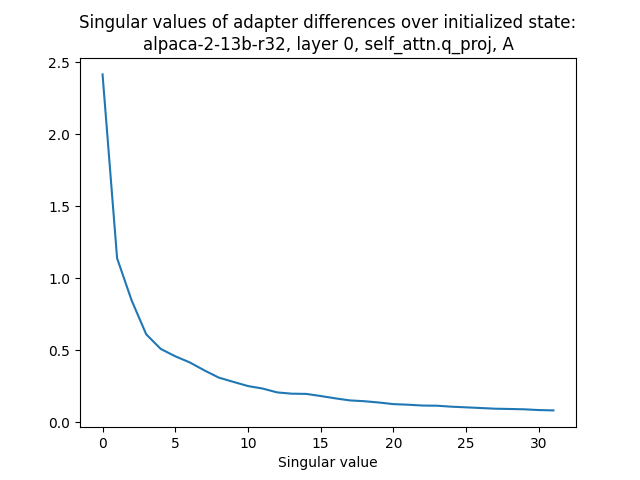 Singular values of adapter differences over initialized state:
alpaca-2-13b-r32, layer 0, self_attn.q_proj, A
2.5
2.0
1.5
1.0
0.5
0.0
0 5 10 15 20 25 30
Singular value